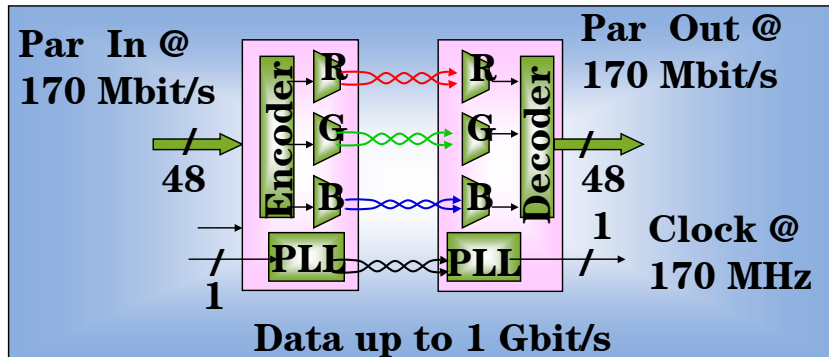 Par In @
170 Mbit/s
48
1
Encoder
R
G
B
PLL
R
G
B
PLL
Decoder
Par Out @
170 Mbit/s
48
1
Clock @
170 MHz
Data up to 1 Gbit/s